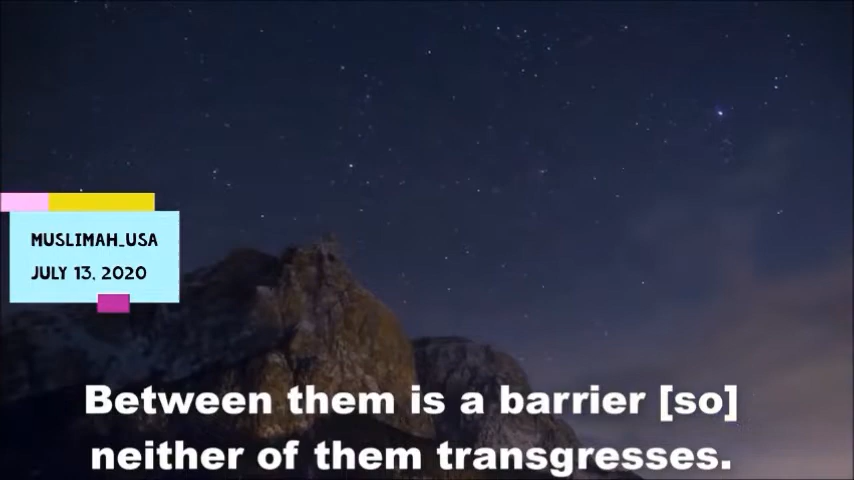 MUSLIMAH_USA
JULY 13, 2020
Between them is a barrier [so]
neither of them transgresses.